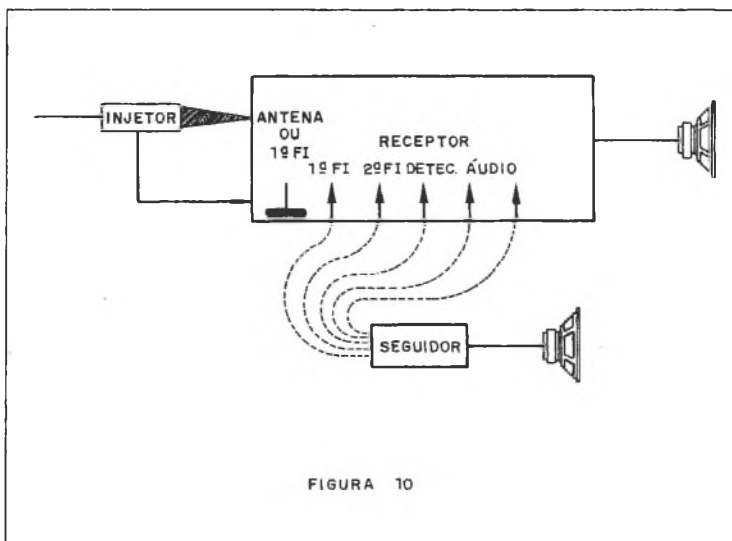 INJETOR
ANTENA
OU
1º FI
RECEPTOR
1º FI 2º FI DETEC. ÁUDIO
SEGUIDOR
FIGURA 10